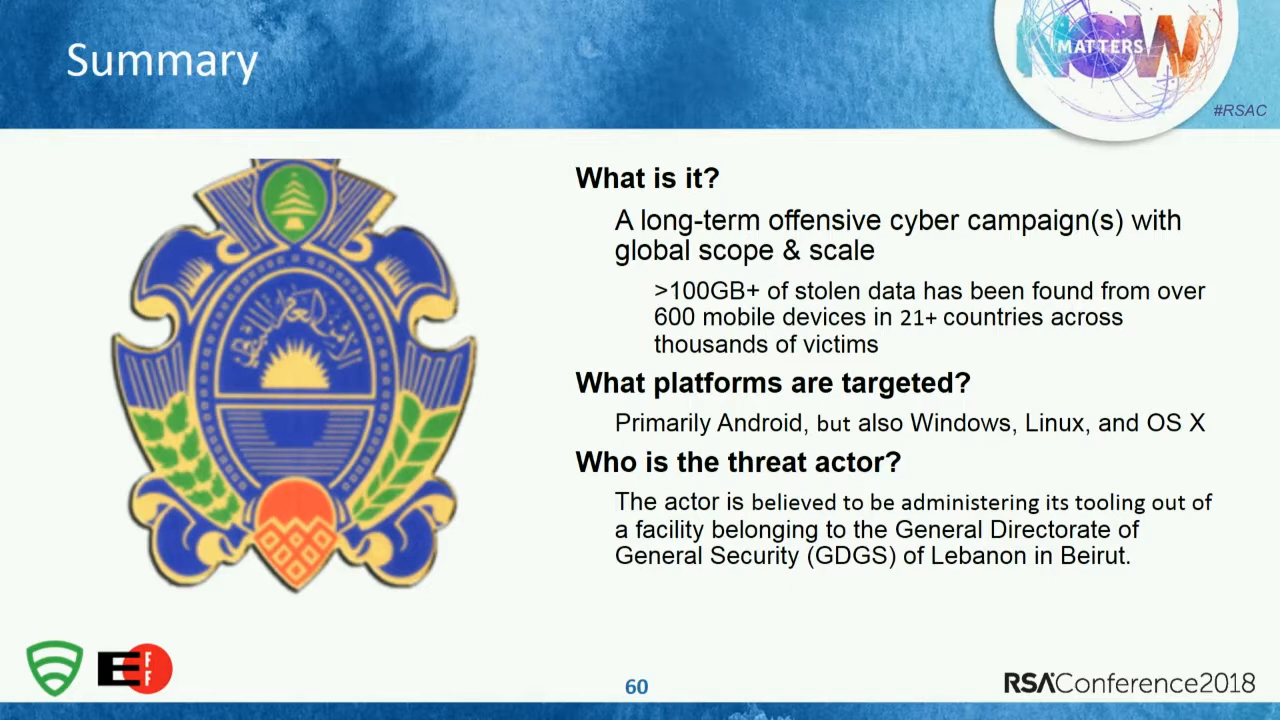 Summary
NOW
MATTERS
#RSAC
What is it?
A long-term offensive cyber campaign(s) with
global scope & scale
>100GB+ of stolen data has been found from over
600 mobile devices in 21+ countries across
thousands of victims
What platforms are targeted?
Primarily Android, but also Windows, Linux, and OS X
Who is the threat actor?
The actor is believed to be administering its tooling out of
a facility belonging to the General Directorate of
General Security (GDGS) of Lebanon in Beirut.
EFF
60
RSAConference2018